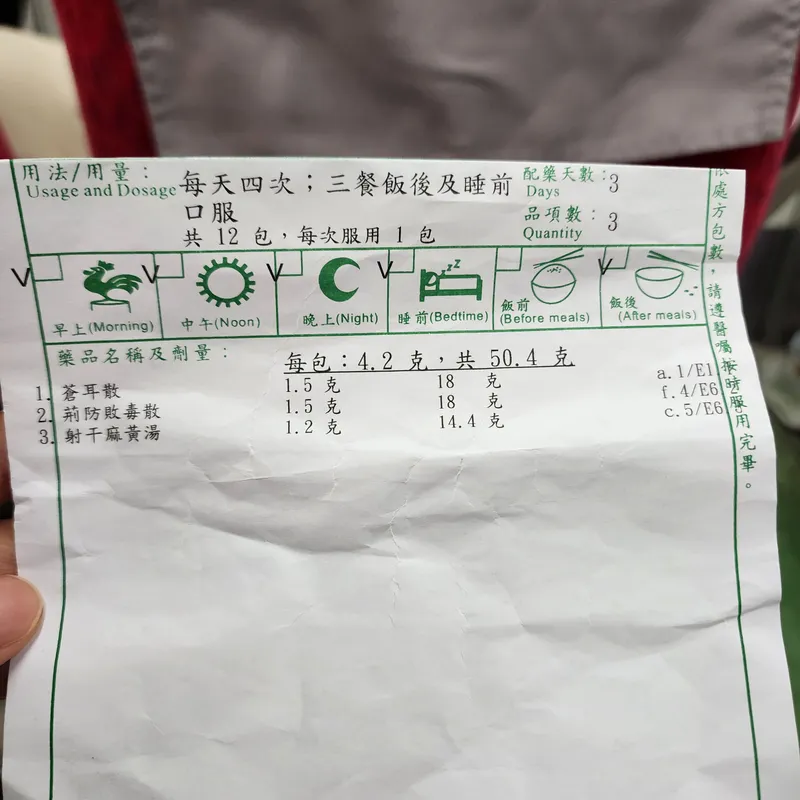 用法/用量：
Usage and Dosage
每天四次；三餐飯後及睡前
口服
共 12 包，每次服用 1 包
配藥天數：3
Days
品項數：3
Quantity
V 早上(Morning)
V 中午(Noon)
V 晚上(Night)
V 睡前(Bedtime)
zzZ
飯前
(Before meals)
V 飯後
(After meals)
藥品名稱及劑量：
每包：4.2 克，共 50.4 克
1. 蒼耳散 1.5 克 18 克 a.1/E1
2. 荊防敗毒散 1.5 克 18 克 f.4/E6
3. 射干麻黃湯 1.2 克 14.4 克 c.5/E6
處方包數，請遵醫囑按時服用完畢。